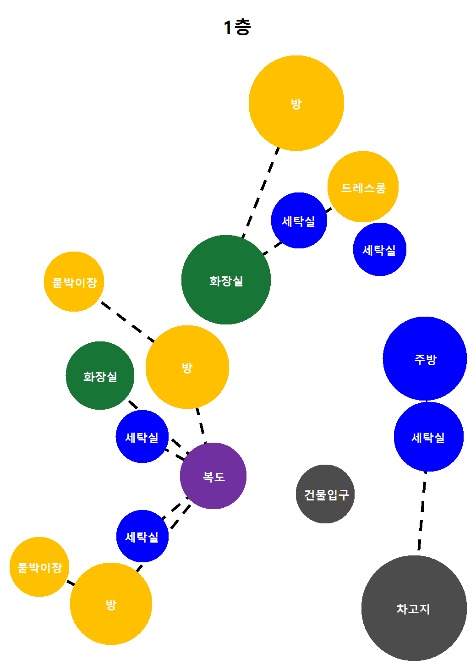 1층
방
드레스룸
세탁실
세탁실
화장실
붙박이장
방
주방
화장실
세탁실
세탁실
복도
건물입구
세탁실
붙박이장
방
차고지